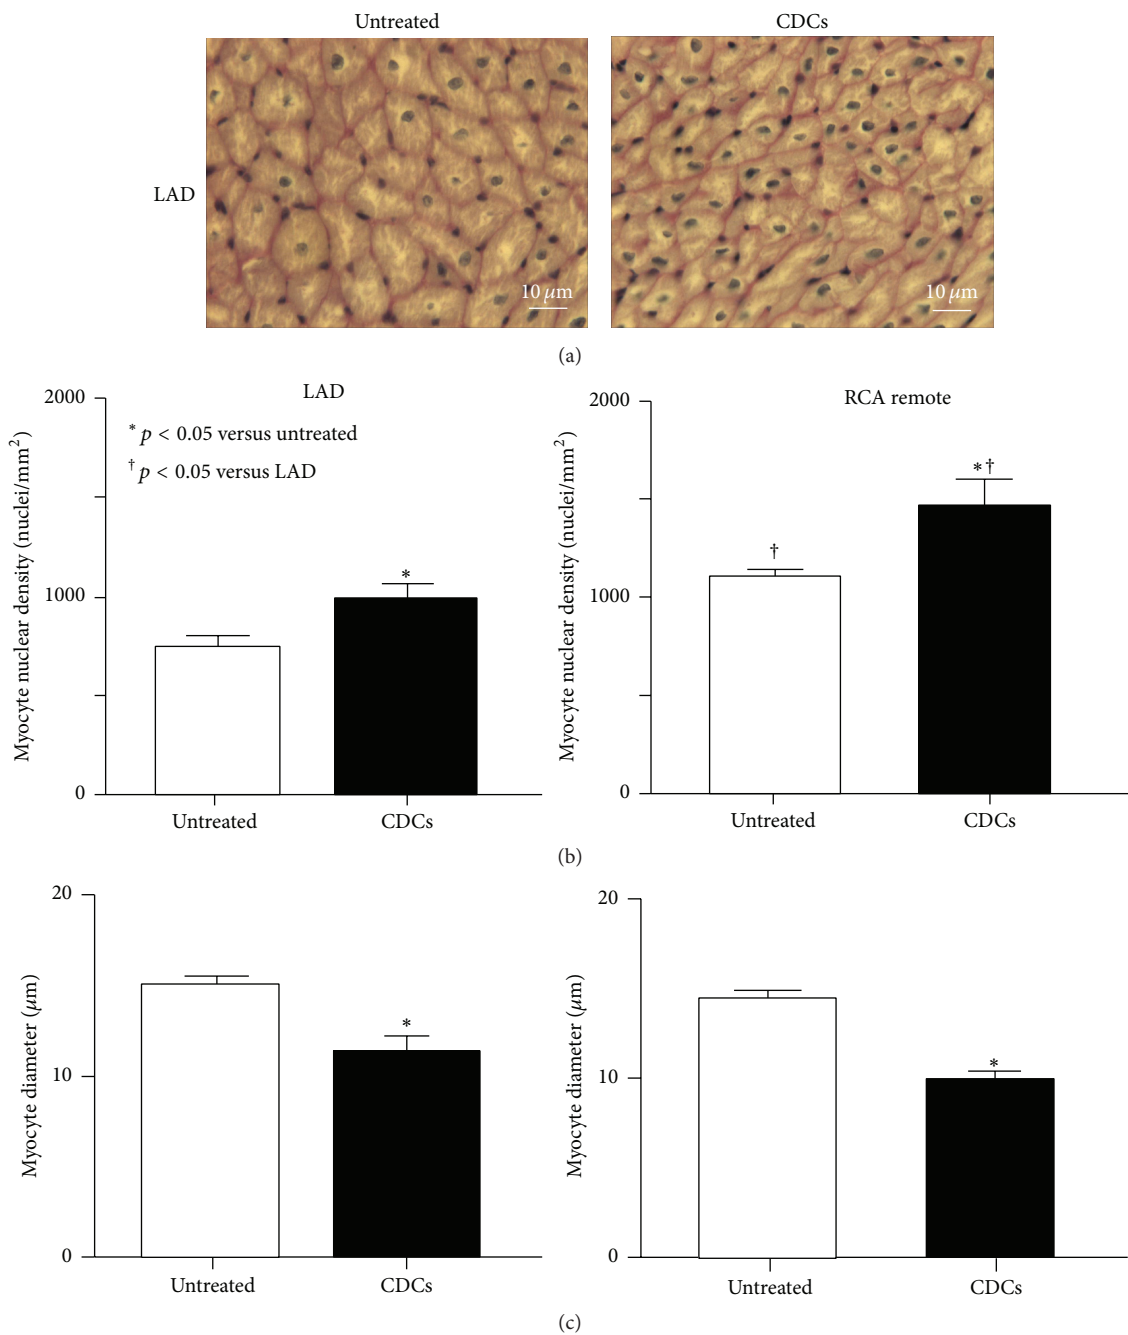 Untreated
CDCs
LAD
10 μm
10 μm
(a)
LAD
* p < 0.05 versus untreated
† p < 0.05 versus LAD
Myocyte nuclear density (nuclei/mm²)
2000
1000
0
*
Untreated
CDCs
RCA remote
Myocyte nuclear density (nuclei/mm²)
2000
1000
0
†
*†
Untreated
CDCs
(b)
Myocyte diameter (μm)
20
10
0
*
Untreated
CDCs
Myocyte diameter (μm)
20
10
0
*
Untreated
CDCs
(c)